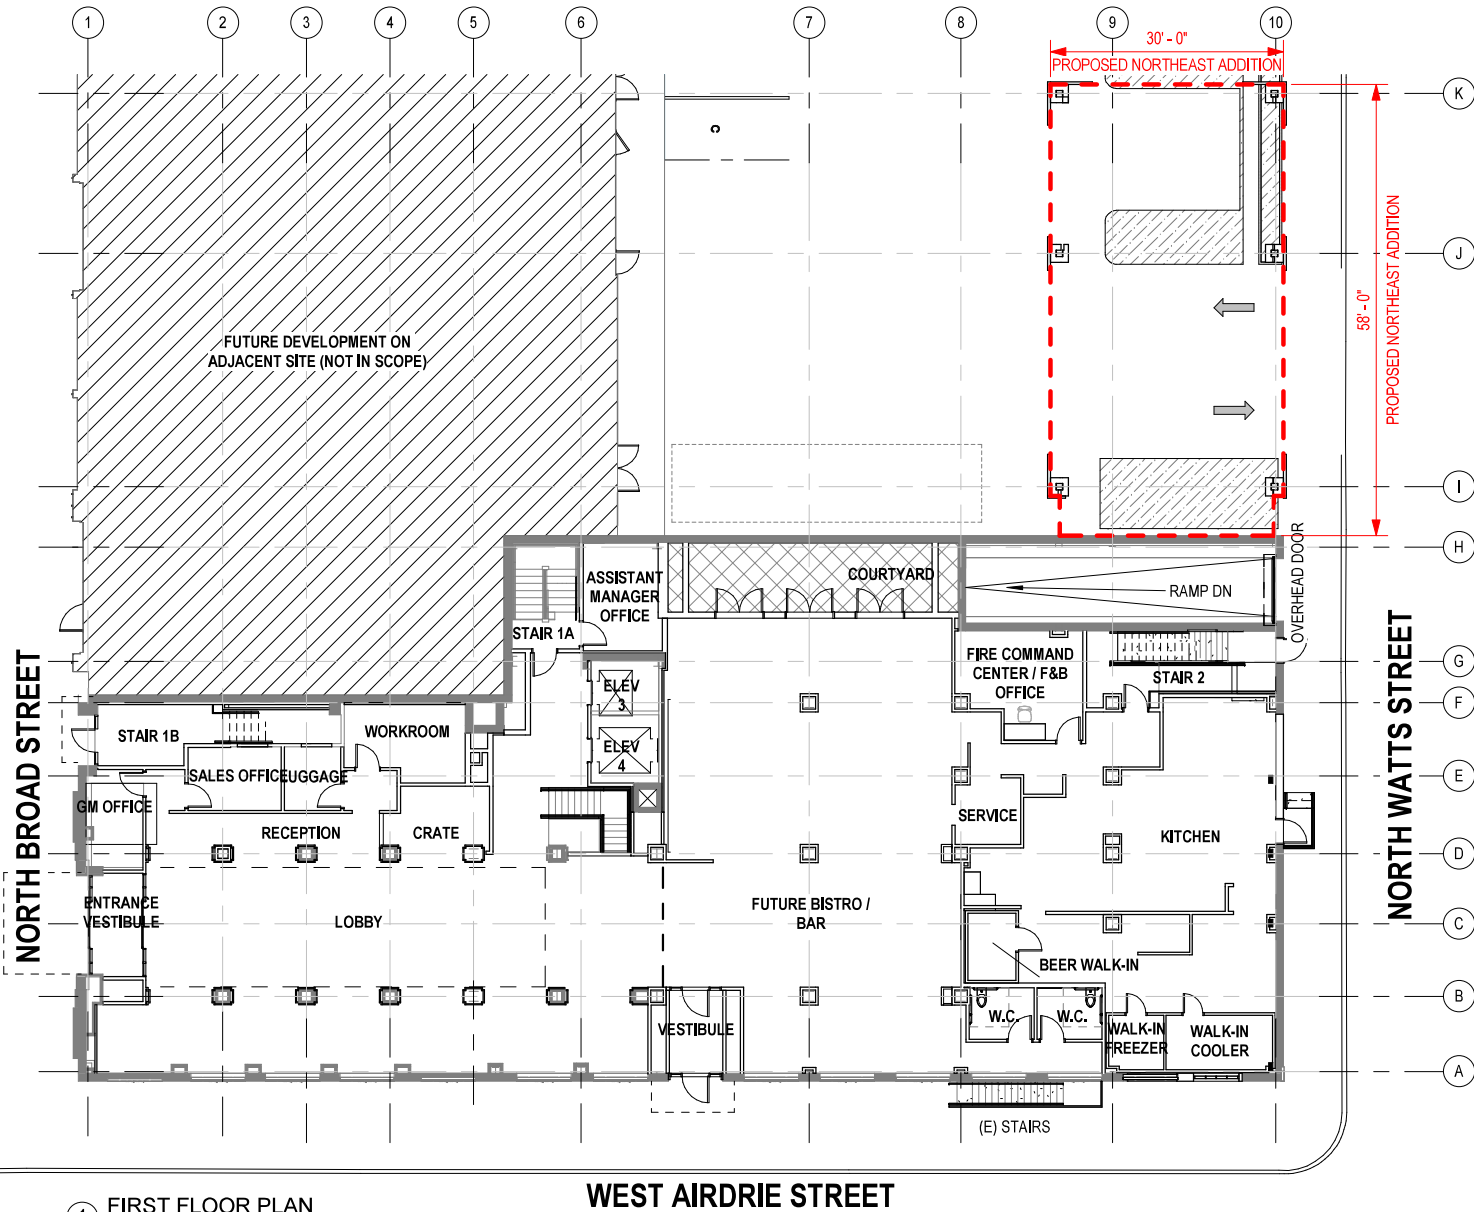 1 2 3 4 5 6 7 8 9 10
30' - 0"
PROPOSED NORTHEAST ADDITION
K
C
J
58' - 0"
PROPOSED NORTHEAST ADDITION
FUTURE DEVELOPMENT ON
ADJACENT SITE (NOT IN SCOPE)
I
H
OVERHEAD DOOR
COURTYARD
ASSISTANT
MANAGER
OFFICE
RAMP DN
STAIR 1A
FIRE COMMAND
CENTER / F&B
OFFICE
G
STAIR 2
ELEV
3
F
NORTH BROAD STREET
NORTH WATTS STREET
STAIR 1B
WORKROOM
ELEV
4
SALES OFFICE
LUGGAGE
E
GM OFFICE
RECEPTION
CRATE
SERVICE
KITCHEN
D
ENTRANCE
VESTIBULE
LOBBY
FUTURE BISTRO /
BAR
C
BEER WALK-IN
B
W.C.
W.C.
VESTIBULE
WALK-IN
FREEZER
WALK-IN
COOLER
A
(E) STAIRS
WEST AIRDRIE STREET
FIRST FLOOR PLAN